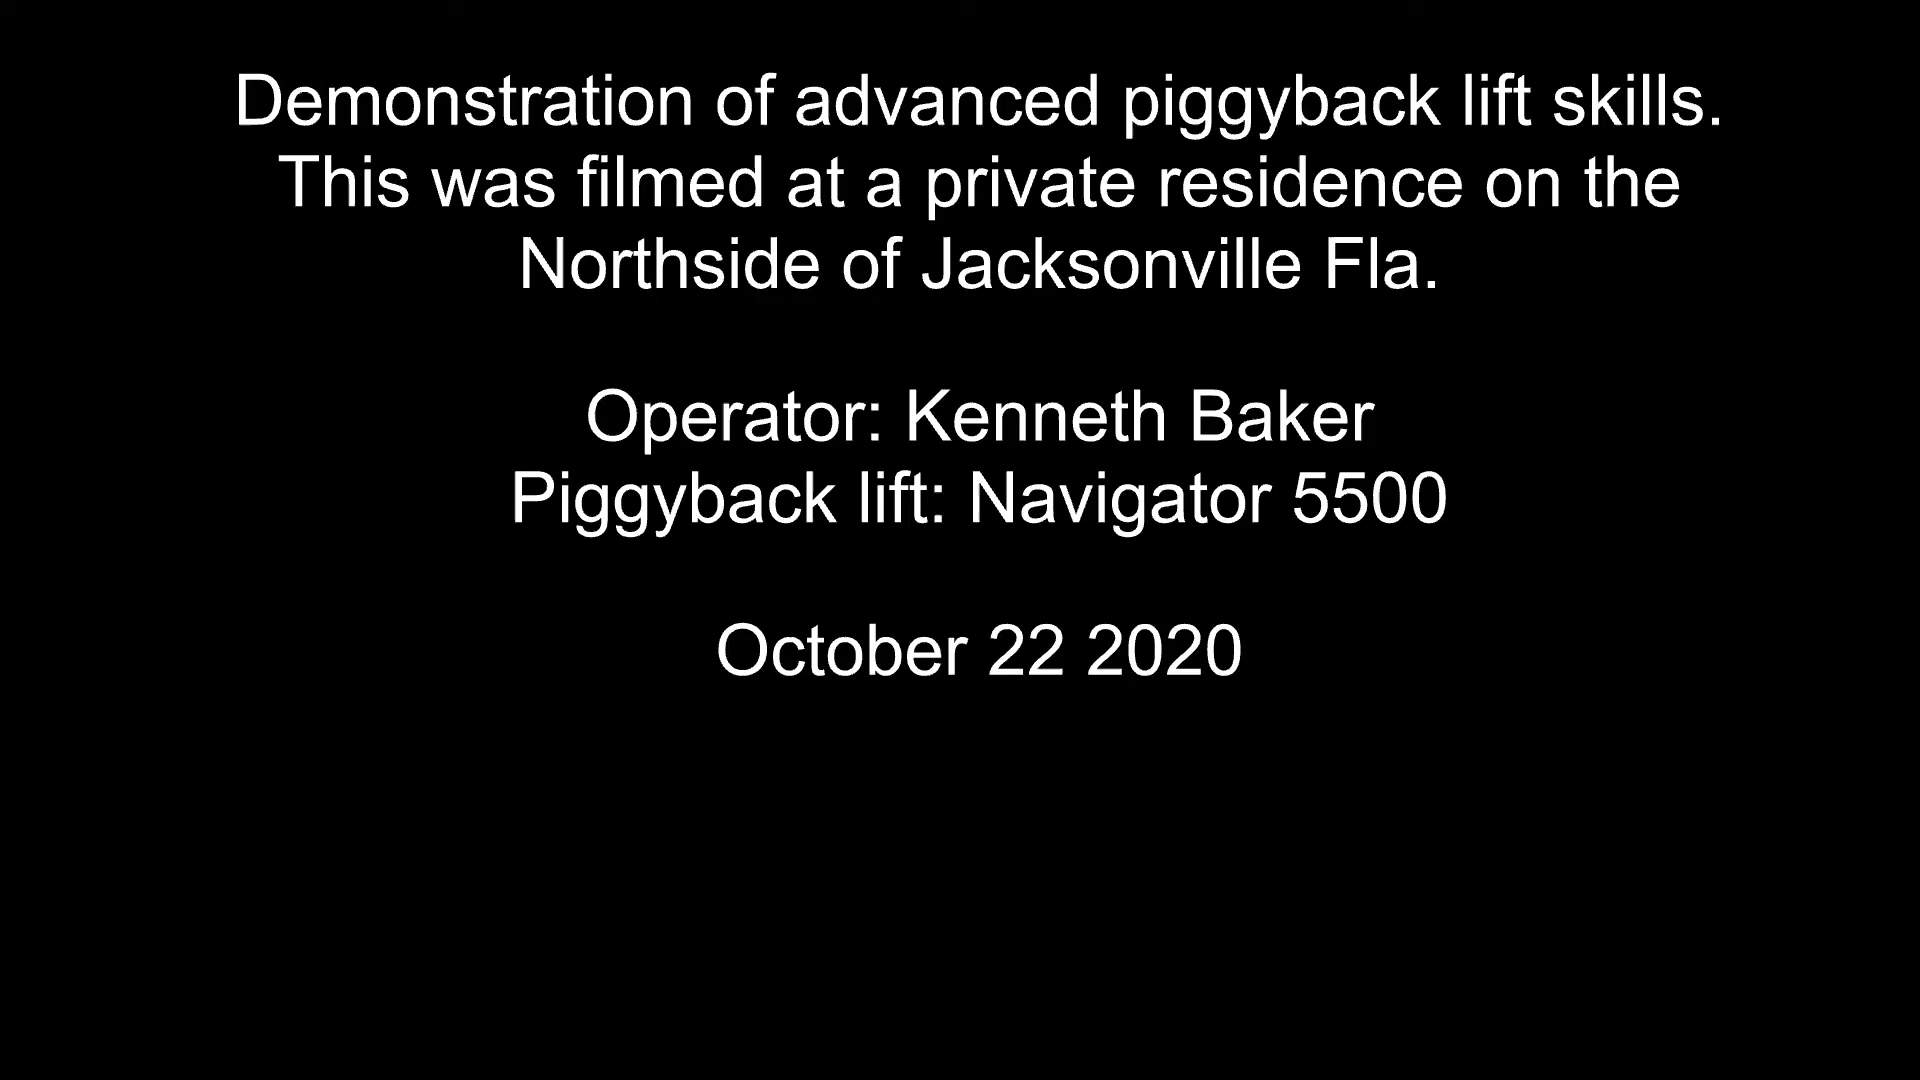 Demonstration of advanced piggyback lift skills.
This was filmed at a private residence on the
Northside of Jacksonville Fla.
Operator: Kenneth Baker
Piggyback lift: Navigator 5500
October 22 2020